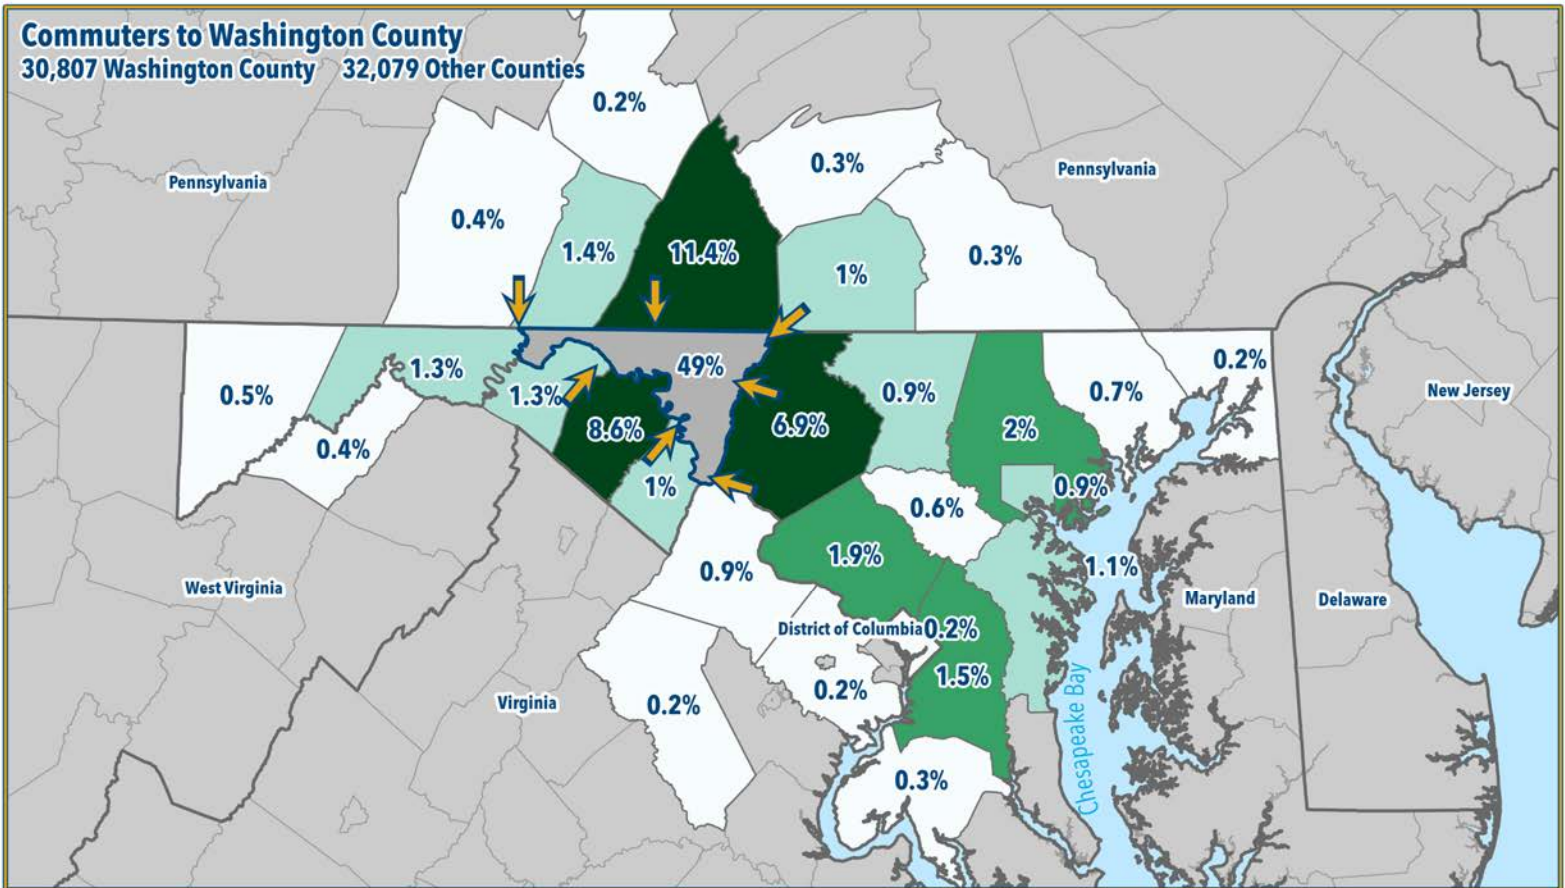 Commuters to Washington County
30,807 Washington County 32,079 Other Counties
0.2%
0.3%
Pennsylvania
Pennsylvania
0.4%
1.4%
11.4%
1%
0.3%
0.5%
1.3%
1.3%
49%
0.9%
0.7%
0.2%
New Jersey
0.4%
8.6%
6.9%
2%
1%
0.9%
0.6%
0.9%
1.9%
1.1%
West Virginia
Maryland
Delaware
District of Columbia
0.2%
0.2%
1.5%
Virginia
0.2%
Chesapeake Bay
0.3%